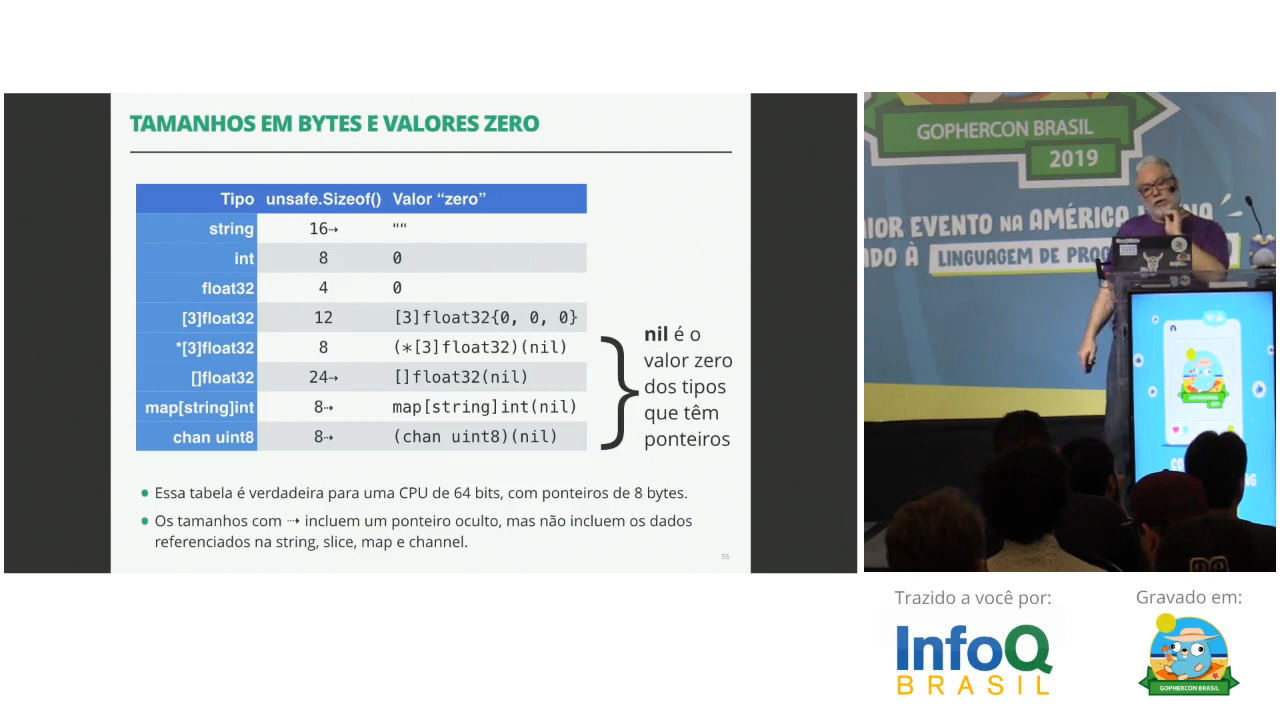 TAMANHOS EM BYTES E VALORES ZERO
Tipo unsafe.Sizeof() Valor “zero”
string 16⇢ ""
int 8 0
float32 4 0
[3]float32 12 [3]float32{0, 0, 0}
*[3]float32 8 (*[3]float32)(nil)
[]float32 24⇢ []float32(nil)
map[string]int 8⇢ map[string]int(nil)
chan uint8 8⇢ (chan uint8)(nil)
nil é o
valor zero
dos tipos
que têm
ponteiros
• Essa tabela é verdadeira para uma CPU de 64 bits, com ponteiros de 8 bytes.
• Os tamanhos com ⇢ incluem um ponteiro oculto, mas não incluem os dados
referenciados na string, slice, map e channel.
55
GOPHERCON BRASIL
2019
IOR EVENTO NA AMÉRICA
DO À LINGUAGEM DE PROG
Trazido a você por:
InfoQ
BRASIL
Gravado em:
GOPHERCON BRASIL